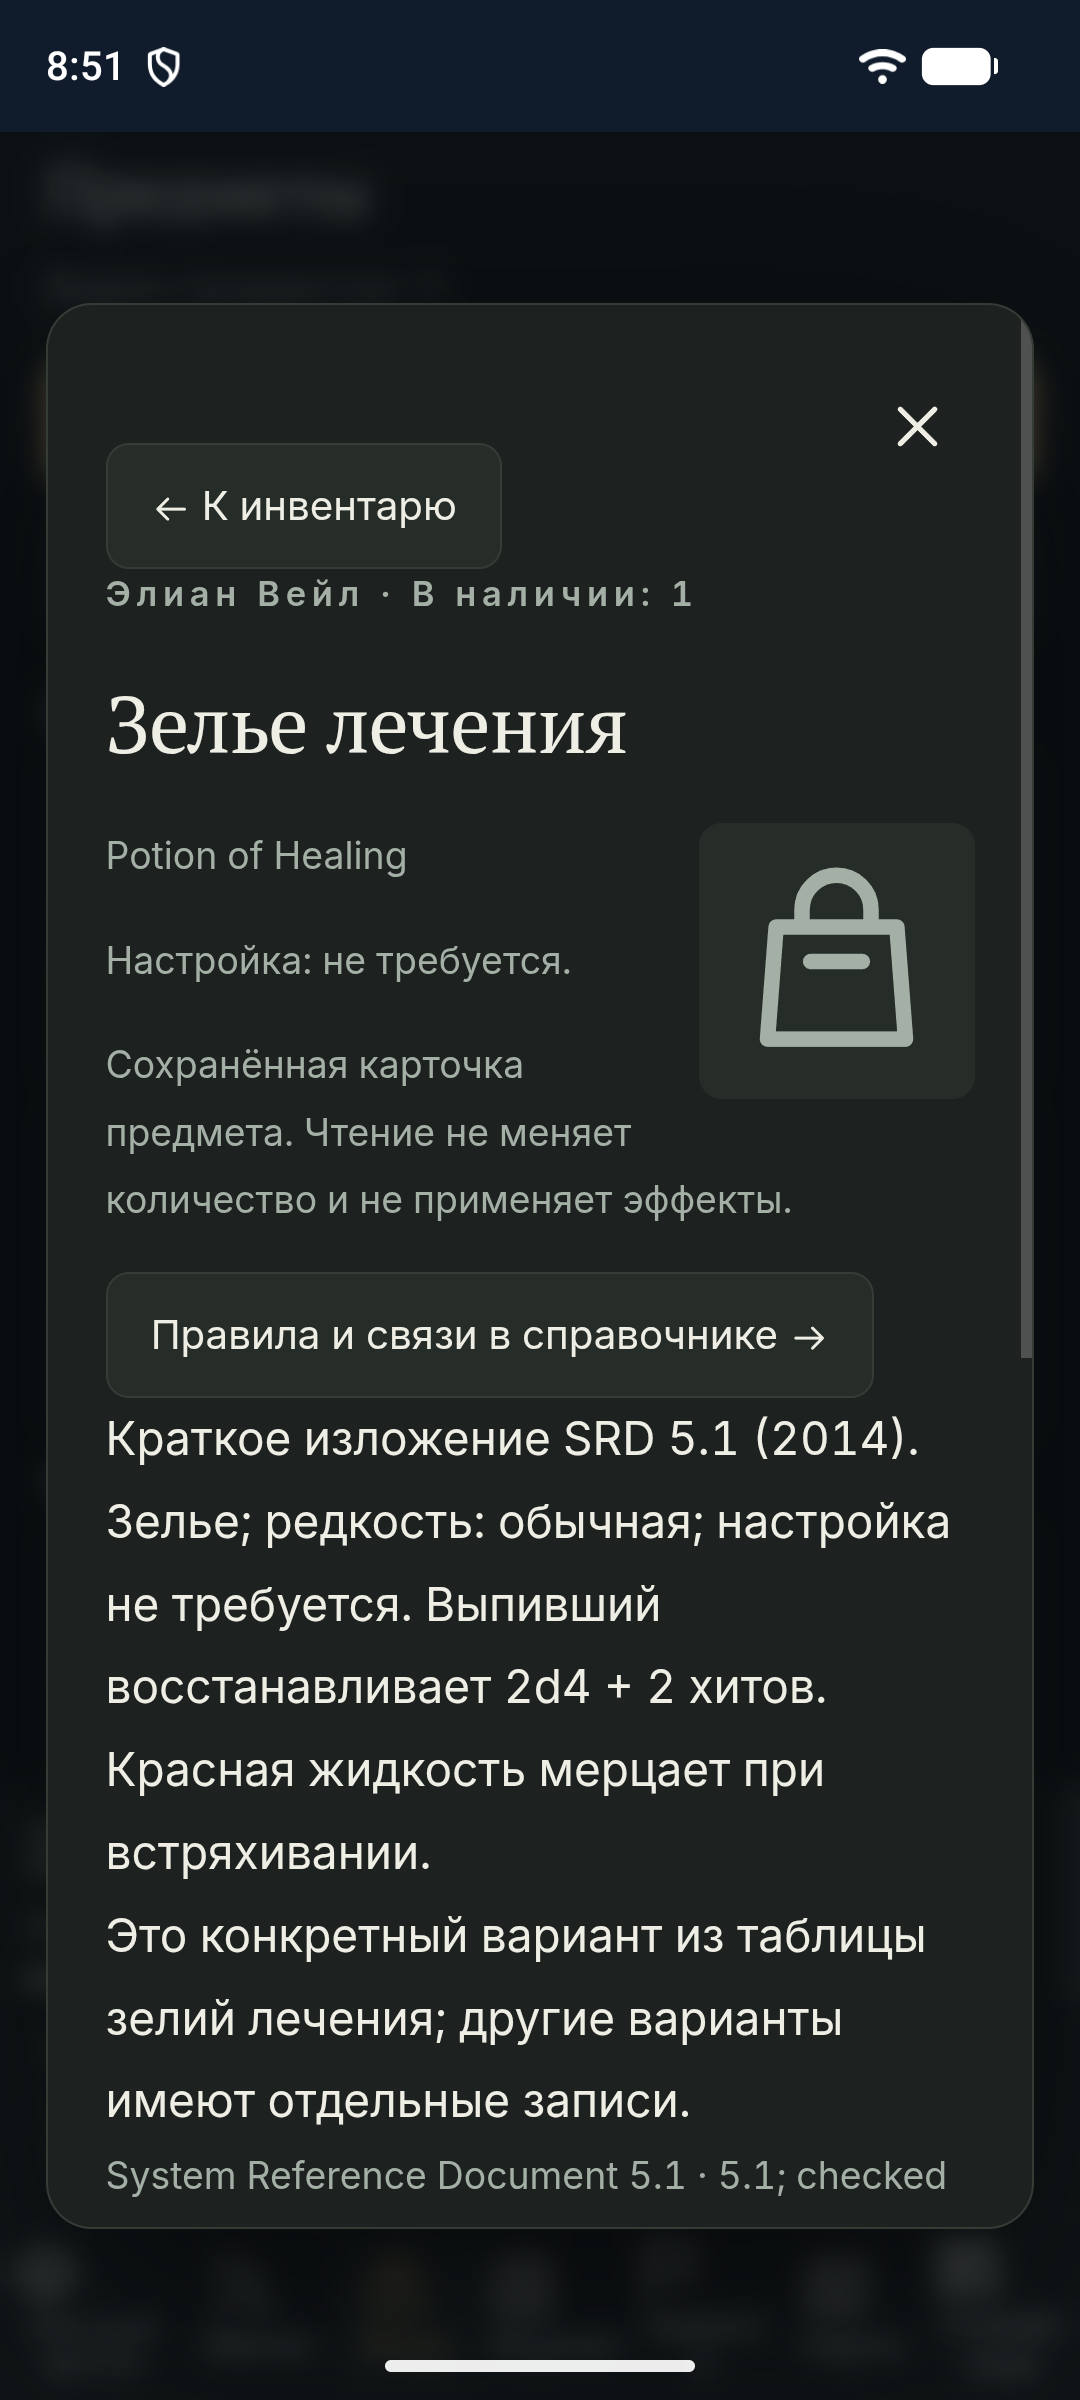 8:51
← К инвентарю
Элиан Вейл · В наличии: 1
Зелье лечения
Potion of Healing
Настройка: не требуется.
Сохранённая карточка
предмета. Чтение не меняет
количество и не применяет эффекты.
Правила и связи в справочнике →
Краткое изложение SRD 5.1 (2014).
Зелье; редкость: обычная; настройка
не требуется. Выпивший
восстанавливает 2d4 + 2 хитов.
Красная жидкость мерцает при
встряхивании.
Это конкретный вариант из таблицы
зелий лечения; другие варианты
имеют отдельные записи.
System Reference Document 5.1 · 5.1; checked